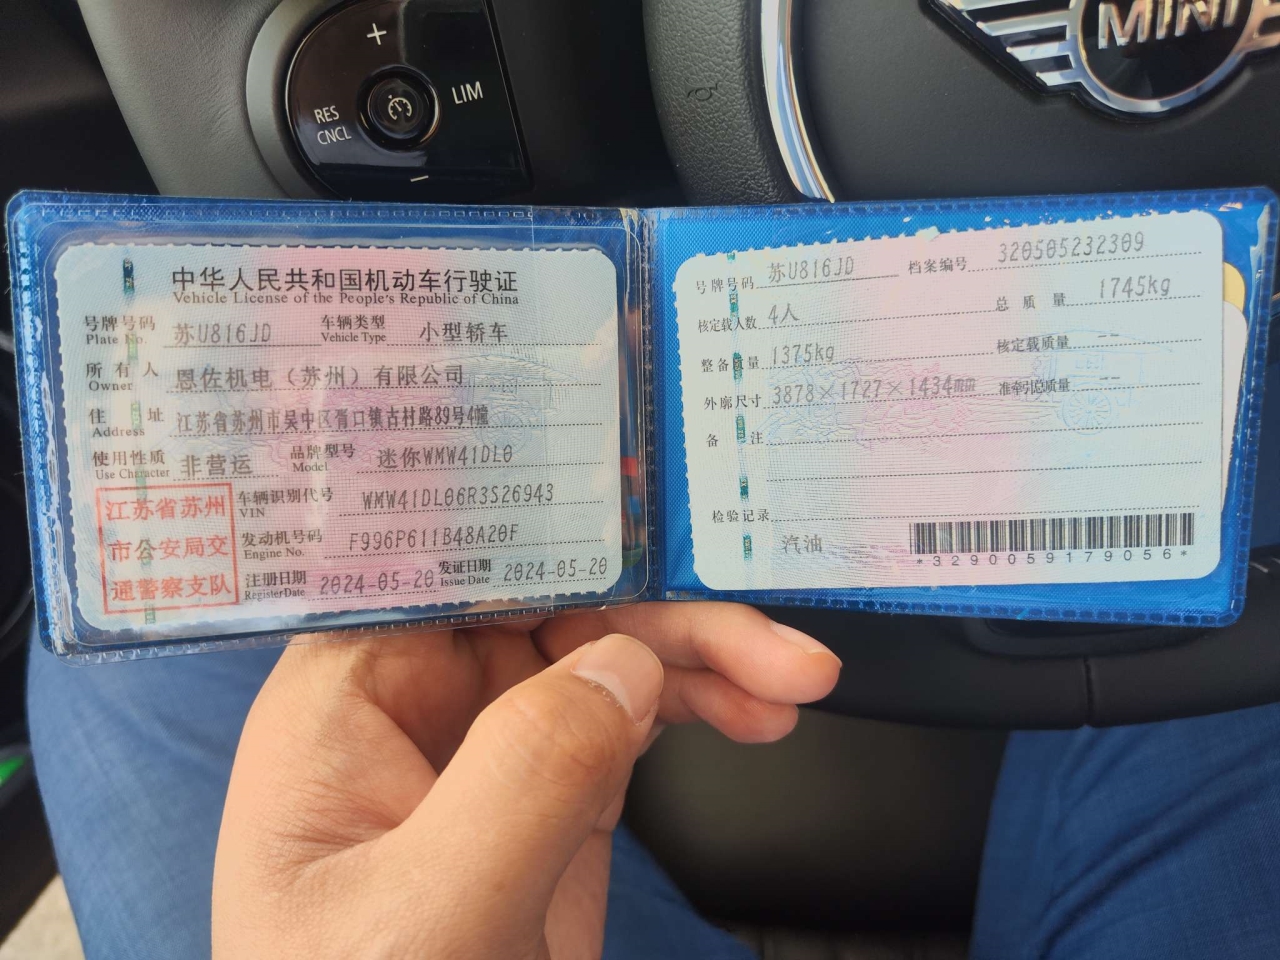 +
RES
CNCL
LIM
−
MINI
中华人民共和国机动车行驶证
Vehicle License of the People's Republic of China
号牌号码 苏U816JD 车辆类型 小型轿车
Plate No. Vehicle Type
所有人 恩佐机电（苏州）有限公司
Owner
住址 江苏省苏州市吴中区胥口镇古村路89号4幢
Address
使用性质 非营运 品牌型号 迷你WMW41DL0
Use Character Model
江苏省苏州
市公安局交
通警察支队
车辆识别代号 WMW41DL06R3S26943
VIN
发动机号码 F996P611B48A20F
Engine No.
注册日期 2024-05-20 发证日期 2024-05-20
Register Date Issue Date
号牌号码 苏U816JD 档案编号 320505232309
核定载人数 4人 总质量 1745kg
整备质量 1375kg 核定载质量 --
外廓尺寸 3878×1727×1434mm 准牵引总质量 --
备注
检验记录
汽油
*3290059179056*